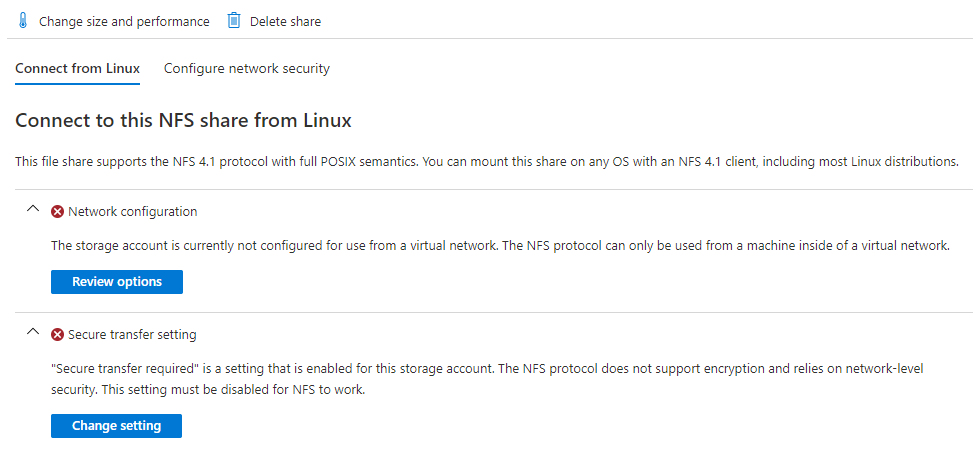 Change size and performance Delete share
Connect from Linux Configure network security
Connect to this NFS share from Linux
This file share supports the NFS 4.1 protocol with full POSIX semantics. You can mount this share on any OS with an NFS 4.1 client, including most Linux distributions.
Network configuration
The storage account is currently not configured for use from a virtual network. The NFS protocol can only be used from a machine inside of a virtual network.
Review options
Secure transfer setting
"Secure transfer required" is a setting that is enabled for this storage account. The NFS protocol does not support encryption and relies on network-level
security. This setting must be disabled for NFS to work.
Change setting